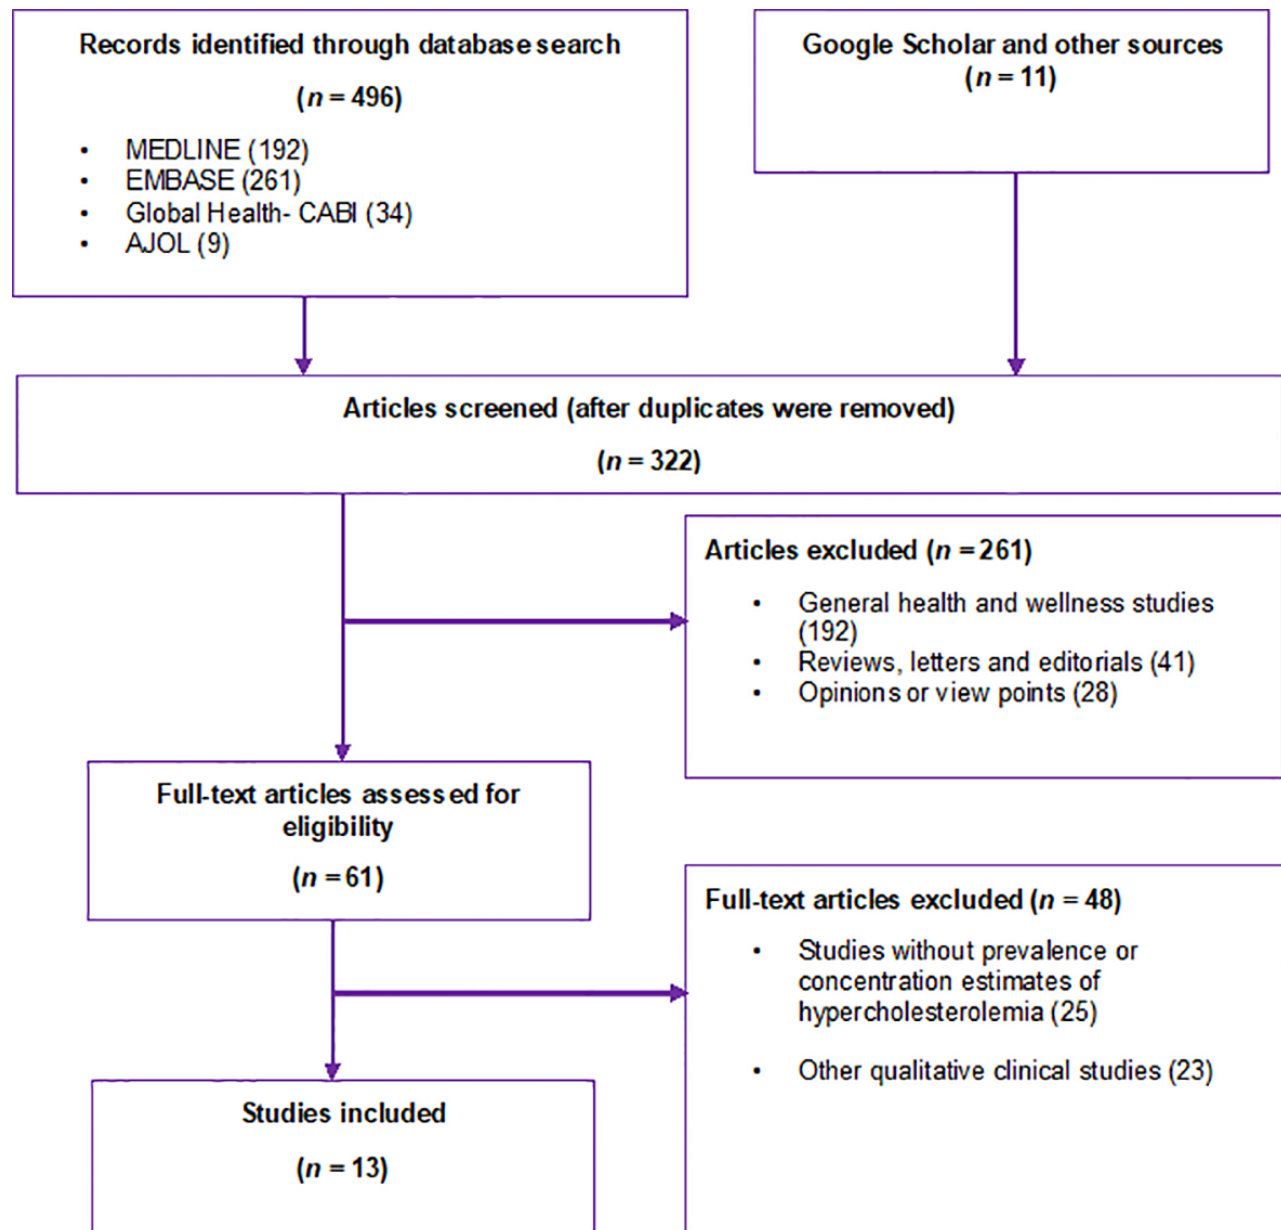 Records identified through database search
(n = 496)
• MEDLINE (192)
• EMBASE (261)
• Global Health- CABI (34)
• AJOL (9)
Google Scholar and other sources
(n = 11)
Articles screened (after duplicates were removed)
(n = 322)
Articles excluded (n = 261)
• General health and wellness studies
(192)
• Reviews, letters and editorials (41)
• Opinions or view points (28)
Full-text articles assessed for
eligibility
(n = 61)
Full-text articles excluded (n = 48)
• Studies without prevalence or
concentration estimates of
hypercholesterolemia (25)
• Other qualitative clinical studies (23)
Studies included
(n = 13)